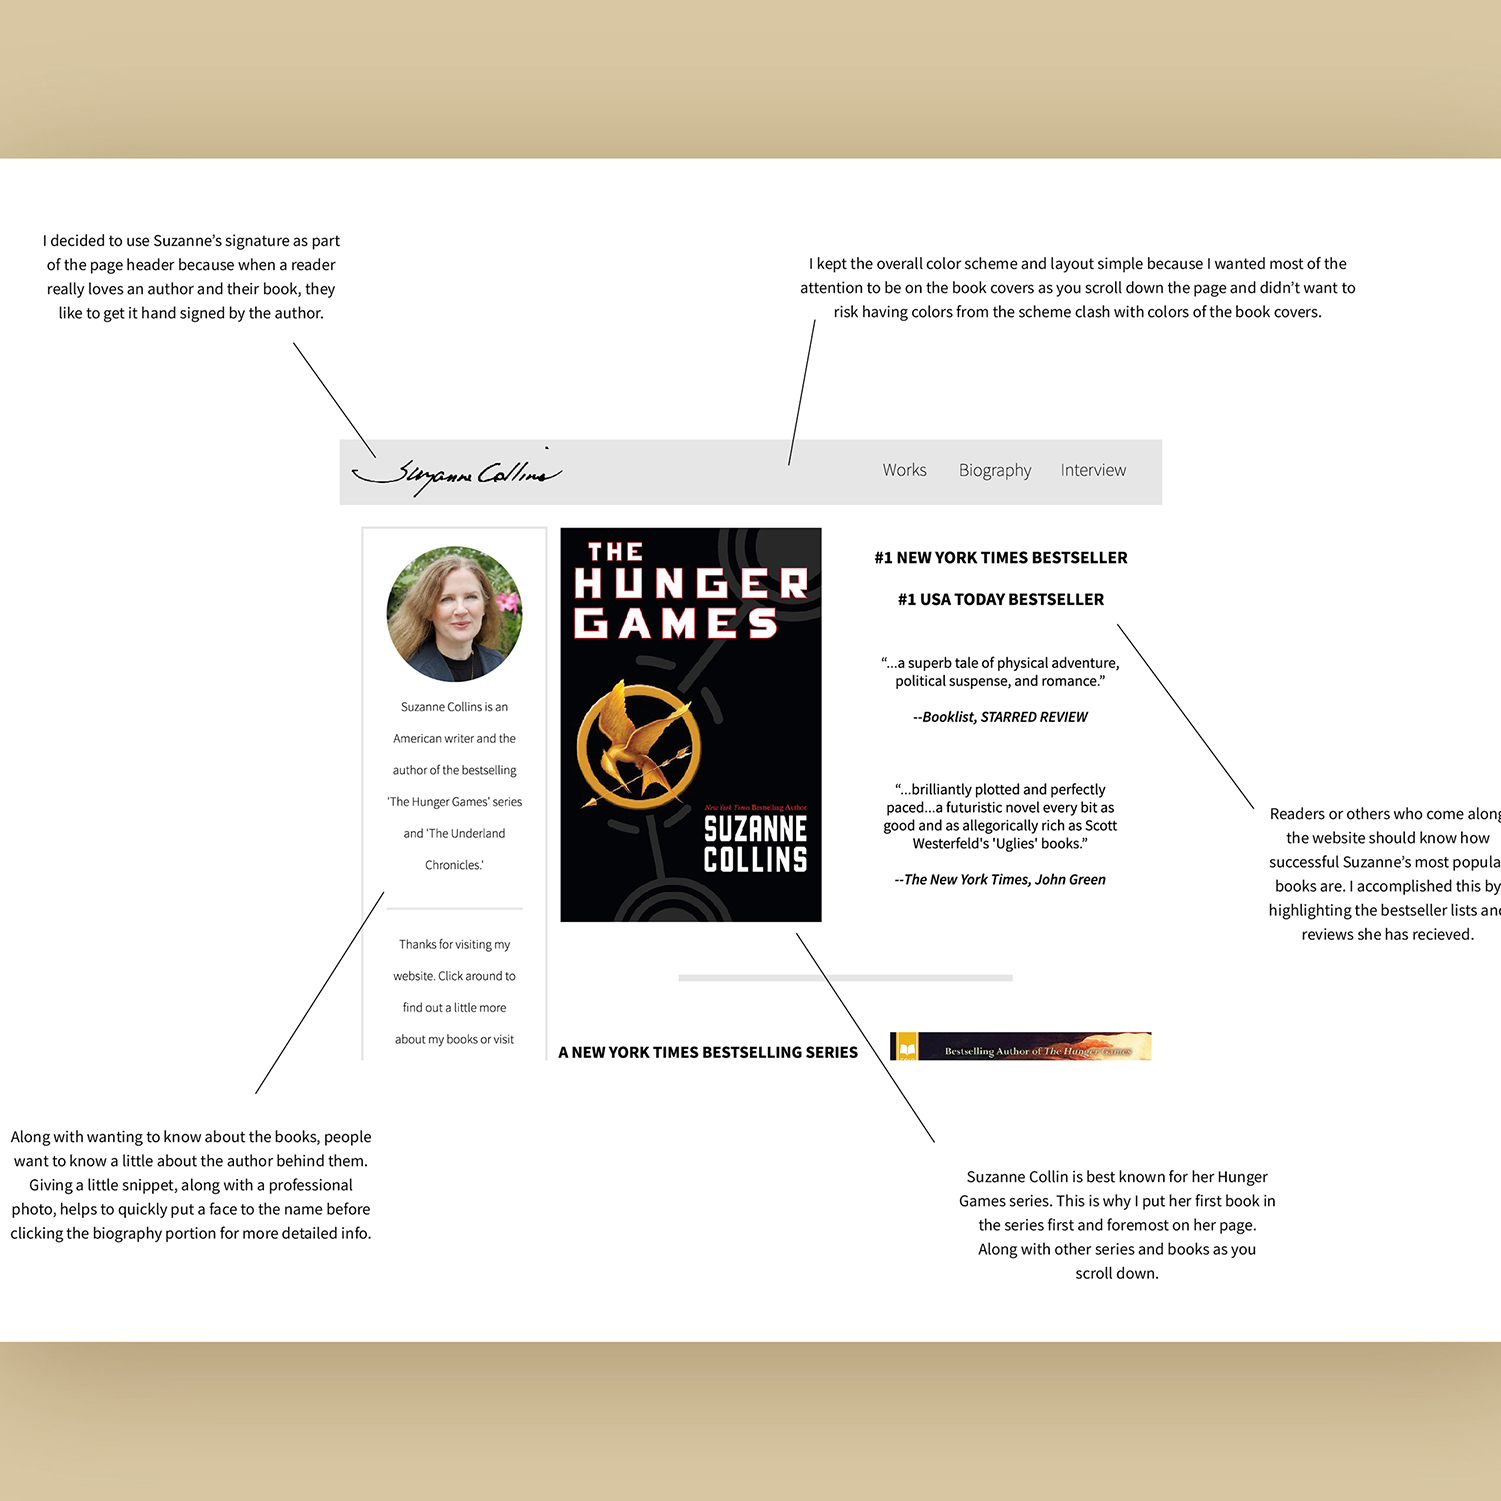 I decided to use Suzanne’s signature as part
of the page header because when a reader
really loves an author and their book, they
like to get it hand signed by the author.
I kept the overall color scheme and layout simple because I wanted most of the
attention to be on the book covers as you scroll down the page and didn’t want to
risk having colors from the scheme clash with colors of the book covers.
Suzanne Collins
Works
Biography
Interview
Suzanne Collins is an
American writer and the
author of the bestselling
'The Hunger Games' series
and 'The Underland
Chronicles.'
Thanks for visiting my
website. Click around to
find out a little more
about my books or visit
THE
HUNGER
GAMES
New York Times Bestselling Author
SUZANNE
COLLINS
#1 NEW YORK TIMES BESTSELLER
#1 USA TODAY BESTSELLER
“...a superb tale of physical adventure,
political suspense, and romance.”
--Booklist, STARRED REVIEW
“...brilliantly plotted and perfectly
paced...a futuristic novel every bit as
good and as allegorically rich as Scott
Westerfeld's 'Uglies' books.”
--The New York Times, John Green
A NEW YORK TIMES BESTSELLING SERIES
Bestselling Author of The Hunger Games
Readers or others who come along
the website should know how
successful Suzanne’s most popula
books are. I accomplished this by
highlighting the bestseller lists and
reviews she has recieved.
Along with wanting to know about the books, people
want to know a little about the author behind them.
Giving a little snippet, along with a professional
photo, helps to quickly put a face to the name before
clicking the biography portion for more detailed info.
Suzanne Collin is best known for her Hunger
Games series. This is why I put her first book in
the series first and foremost on her page.
Along with other series and books as you
scroll down.